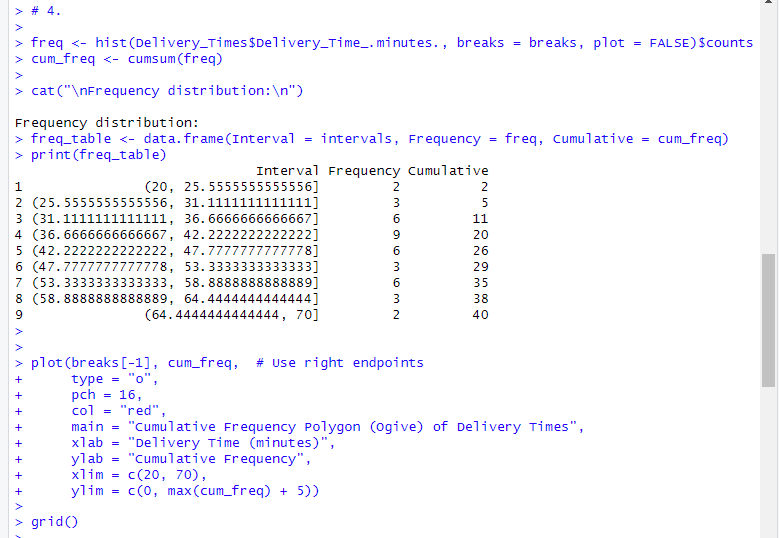 > # 4.
>
> freq <- hist(Delivery_Times$Delivery_Time_.minutes., breaks = breaks, plot = FALSE)$counts
> cum_freq <- cumsum(freq)
>
> cat("\nFrequency distribution:\n")

Frequency distribution:
> freq_table <- data.frame(Interval = intervals, Frequency = freq, Cumulative = cum_freq)
> print(freq_table)
                              Interval Frequency Cumulative
1               (20, 25.5555555555556]         2          2
2 (25.5555555555556, 31.1111111111111]         3          5
3 (31.1111111111111, 36.6666666666667]         6         11
4 (36.6666666666667, 42.2222222222222]         9         20
5 (42.2222222222222, 47.7777777777778]         6         26
6 (47.7777777777778, 53.3333333333333]         3         29
7 (53.3333333333333, 58.8888888888889]         6         35
8 (58.8888888888889, 64.4444444444444]         3         38
9               (64.4444444444444, 70]         2         40
>
>
> plot(breaks[-1], cum_freq,  # Use right endpoints
+      type = "o",
+      pch = 16,
+      col = "red",
+      main = "Cumulative Frequency Polygon (Ogive) of Delivery Times",
+      xlab = "Delivery Time (minutes)",
+      ylab = "Cumulative Frequency",
+      xlim = c(20, 70),
+      ylim = c(0, max(cum_freq) + 5))
>
> grid()
>